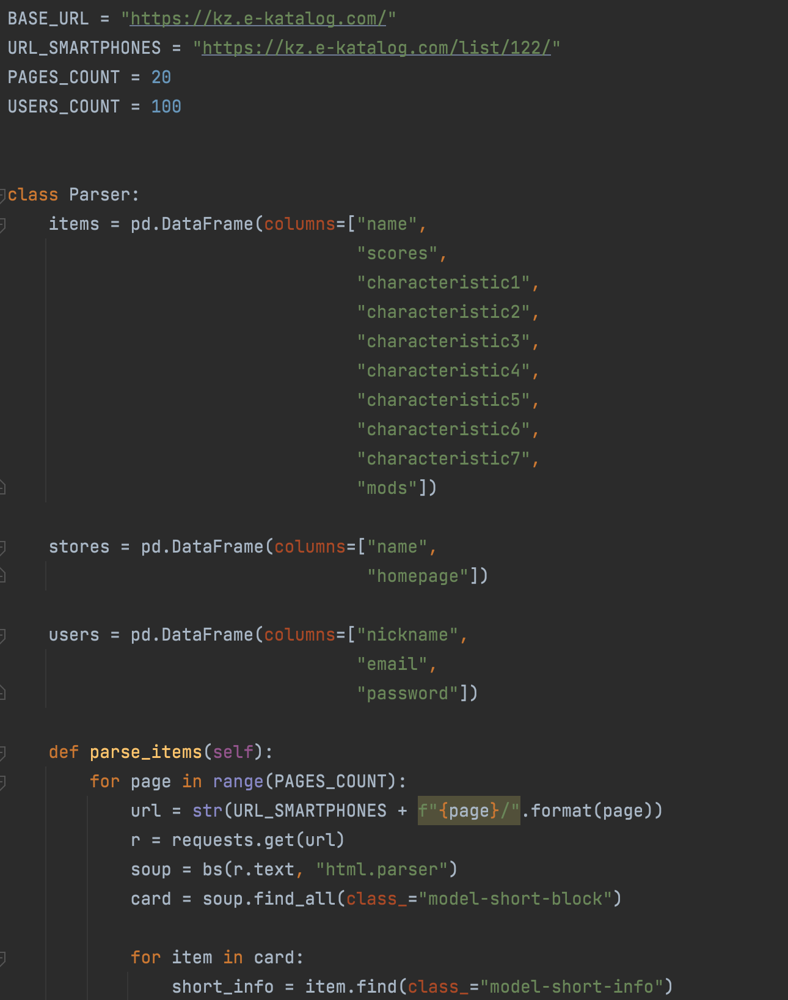 BASE_URL = "https://kz.e-katalog.com/"
URL_SMARTPHONES = "https://kz.e-katalog.com/list/122/"
PAGES_COUNT = 20
USERS_COUNT = 100
class Parser:
    items = pd.DataFrame(columns=["name",
                                  "scores",
                                  "characteristic1",
                                  "characteristic2",
                                  "characteristic3",
                                  "characteristic4",
                                  "characteristic5",
                                  "characteristic6",
                                  "characteristic7",
                                  "mods"])
    stores = pd.DataFrame(columns=["name",
                                   "homepage"])
    users = pd.DataFrame(columns=["nickname",
                                  "email",
                                  "password"])
    def parse_items(self):
        for page in range(PAGES_COUNT):
            url = str(URL_SMARTPHONES + f"{page}/".format(page))
            r = requests.get(url)
            soup = bs(r.text, "html.parser")
            card = soup.find_all(class_="model-short-block")
            for item in card:
                short_info = item.find(class_="model-short-info")